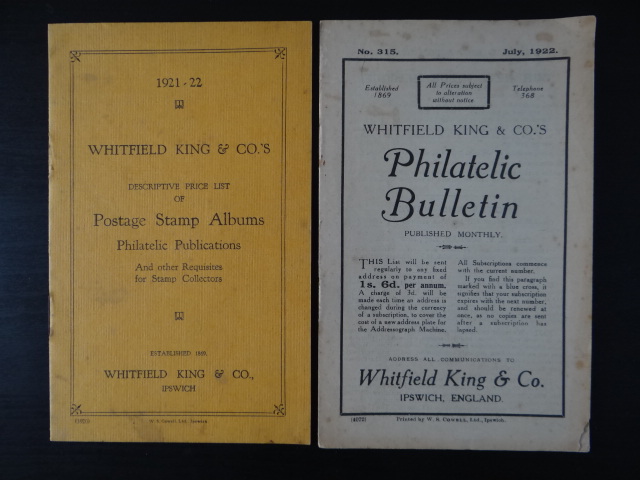 1921-22
WHITFIELD KING & CO.'S
DESCRIPTIVE PRICE LIST
OF
Postage Stamp Albums
Philatelic Publications
And other Requisites
for Stamp Collectors
ESTABLISHED 1869.
WHITFIELD KING & CO.,
IPSWICH
W. S. Cowell, Ltd., Ipswich.
No. 315.
July, 1922.
Established
1869
All Prices subject
to alteration
without notice
Telephone
368
WHITFIELD KING & CO.'S
Philatelic
Bulletin
PUBLISHED MONTHLY.
THIS List will be sent
regularly to any fixed
address on payment of
1s. 6d. per annum.
A charge of 3d. will be
made each time an address is
changed during the currency
of a subscription, to cover the
cost of a new address plate for
the Addressograph Machine.
All Subscriptions commence
with the current number.
If you find this paragraph
marked with a blue cross, it
signifies that your subscription
expires with the next number,
and should be renewed at
once, as no copies are sent
after a subscription has
lapsed.
ADDRESS ALL COMMUNICATIONS TO
Whitfield King & Co.
IPSWICH, ENGLAND.
Printed by W. S. COWELL, Ltd., Ipswich.